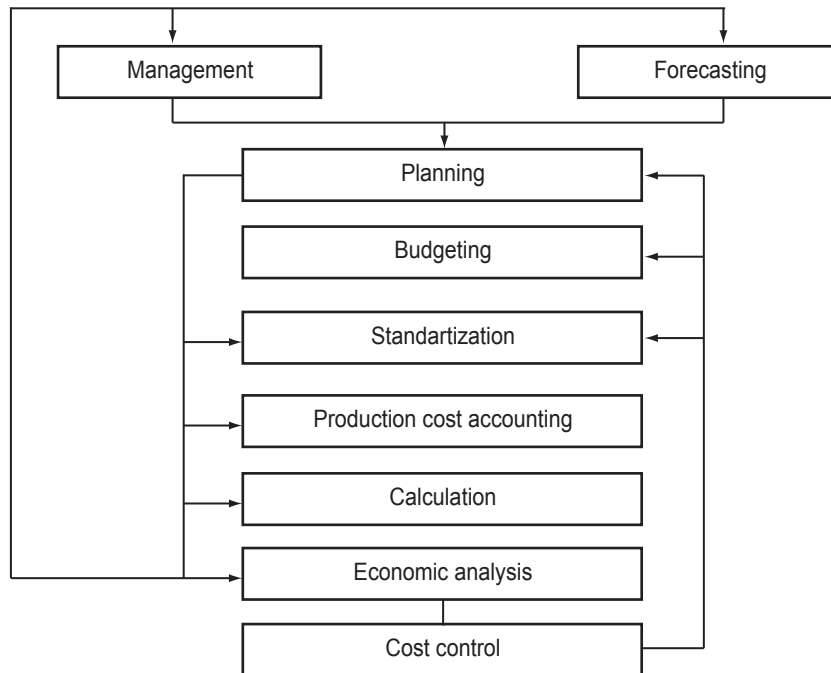 Management
Forecasting
Planning
Budgeting
Standartization
Production cost accounting
Calculation
Economic analysis
Cost control